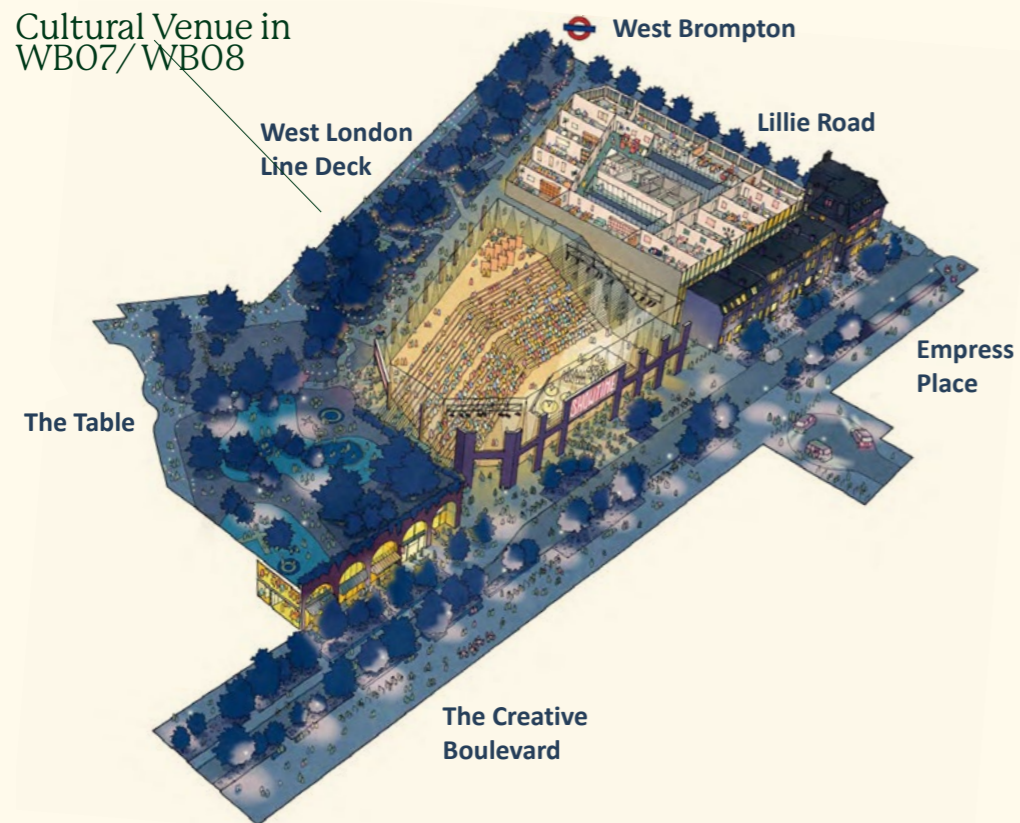 Cultural Venue in
WB07/WB08
West Brompton
West London
Line Deck
Lillie Road
Empress
Place
The Table
The Creative
Boulevard